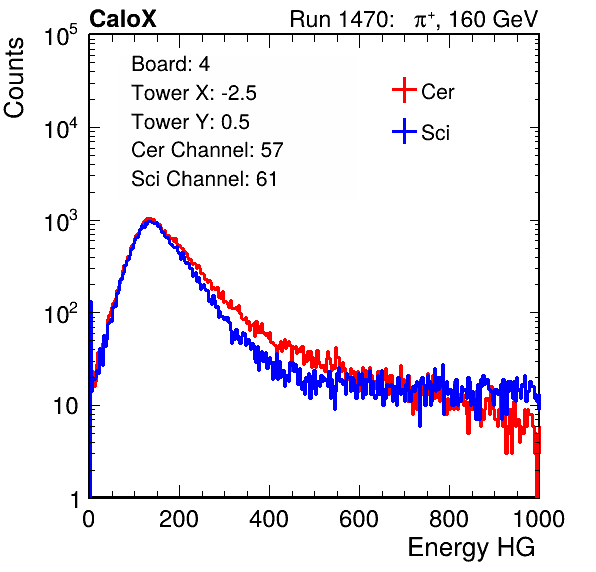 CaloX Run 1470: π⁺, 160 GeV
Counts
Board: 4
Tower X: -2.5
Tower Y: 0.5
Cer Channel: 57
Sci Channel: 61
Cer
Sci
10⁵
10⁴
10³
10²
10
1
0 200 400 600 800 1000
Energy HG